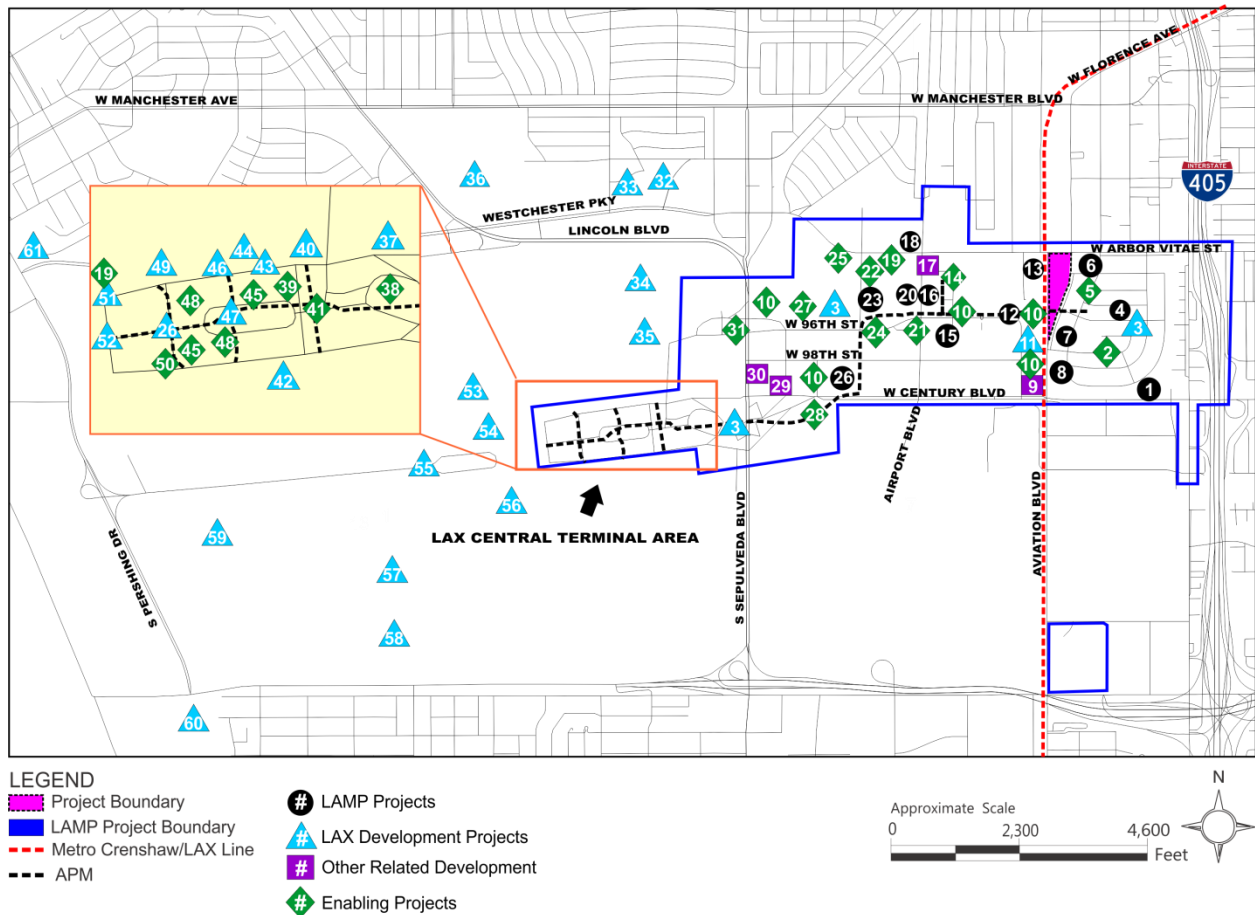 W FLORENCE AVE
W MANCHESTER AVE
W MANCHESTER BLVD
INTERSTATE
405
36
33
32
WESTCHESTER PKY
LINCOLN BLVD
61
40
37
44
43
49
46
19
51
48
45
39
38
41
52
26
47
45
48
50
42
18
W ARBOR VITAE ST
25
22
19
17
13
6
34
14
5
10
27
3
23
20
16
10
12
10
4
35
31
W 96TH ST
24
21
15
11
7
3
W 98TH ST
2
30
29
10
26
10
8
9
1
53
W CENTURY BLVD
28
3
54
55
56
AIRPORT BLVD
59
LAX CENTRAL TERMINAL AREA
S SEPULVEDA BLVD
AVIATION BLVD
S PERSHING DR
57
58
60
LEGEND
Project Boundary
LAMP Project Boundary
Metro Crenshaw/LAX Line
APM
# LAMP Projects
# LAX Development Projects
# Other Related Development
# Enabling Projects
Approximate Scale
0 2,300 4,600
Feet
N